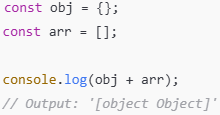 const obj = {};
const arr = [];
console.log(obj + arr);
// Output: '[object Object]'